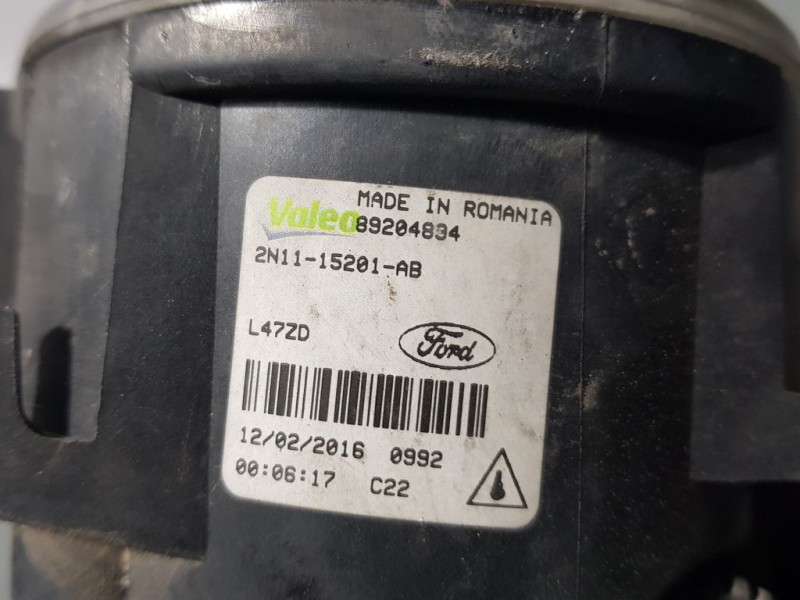 Valeo MADE IN ROMANIA
89204834
2N11-15201-AB
L47ZD
Ford
12/02/2016 0992
00:06:17 C22